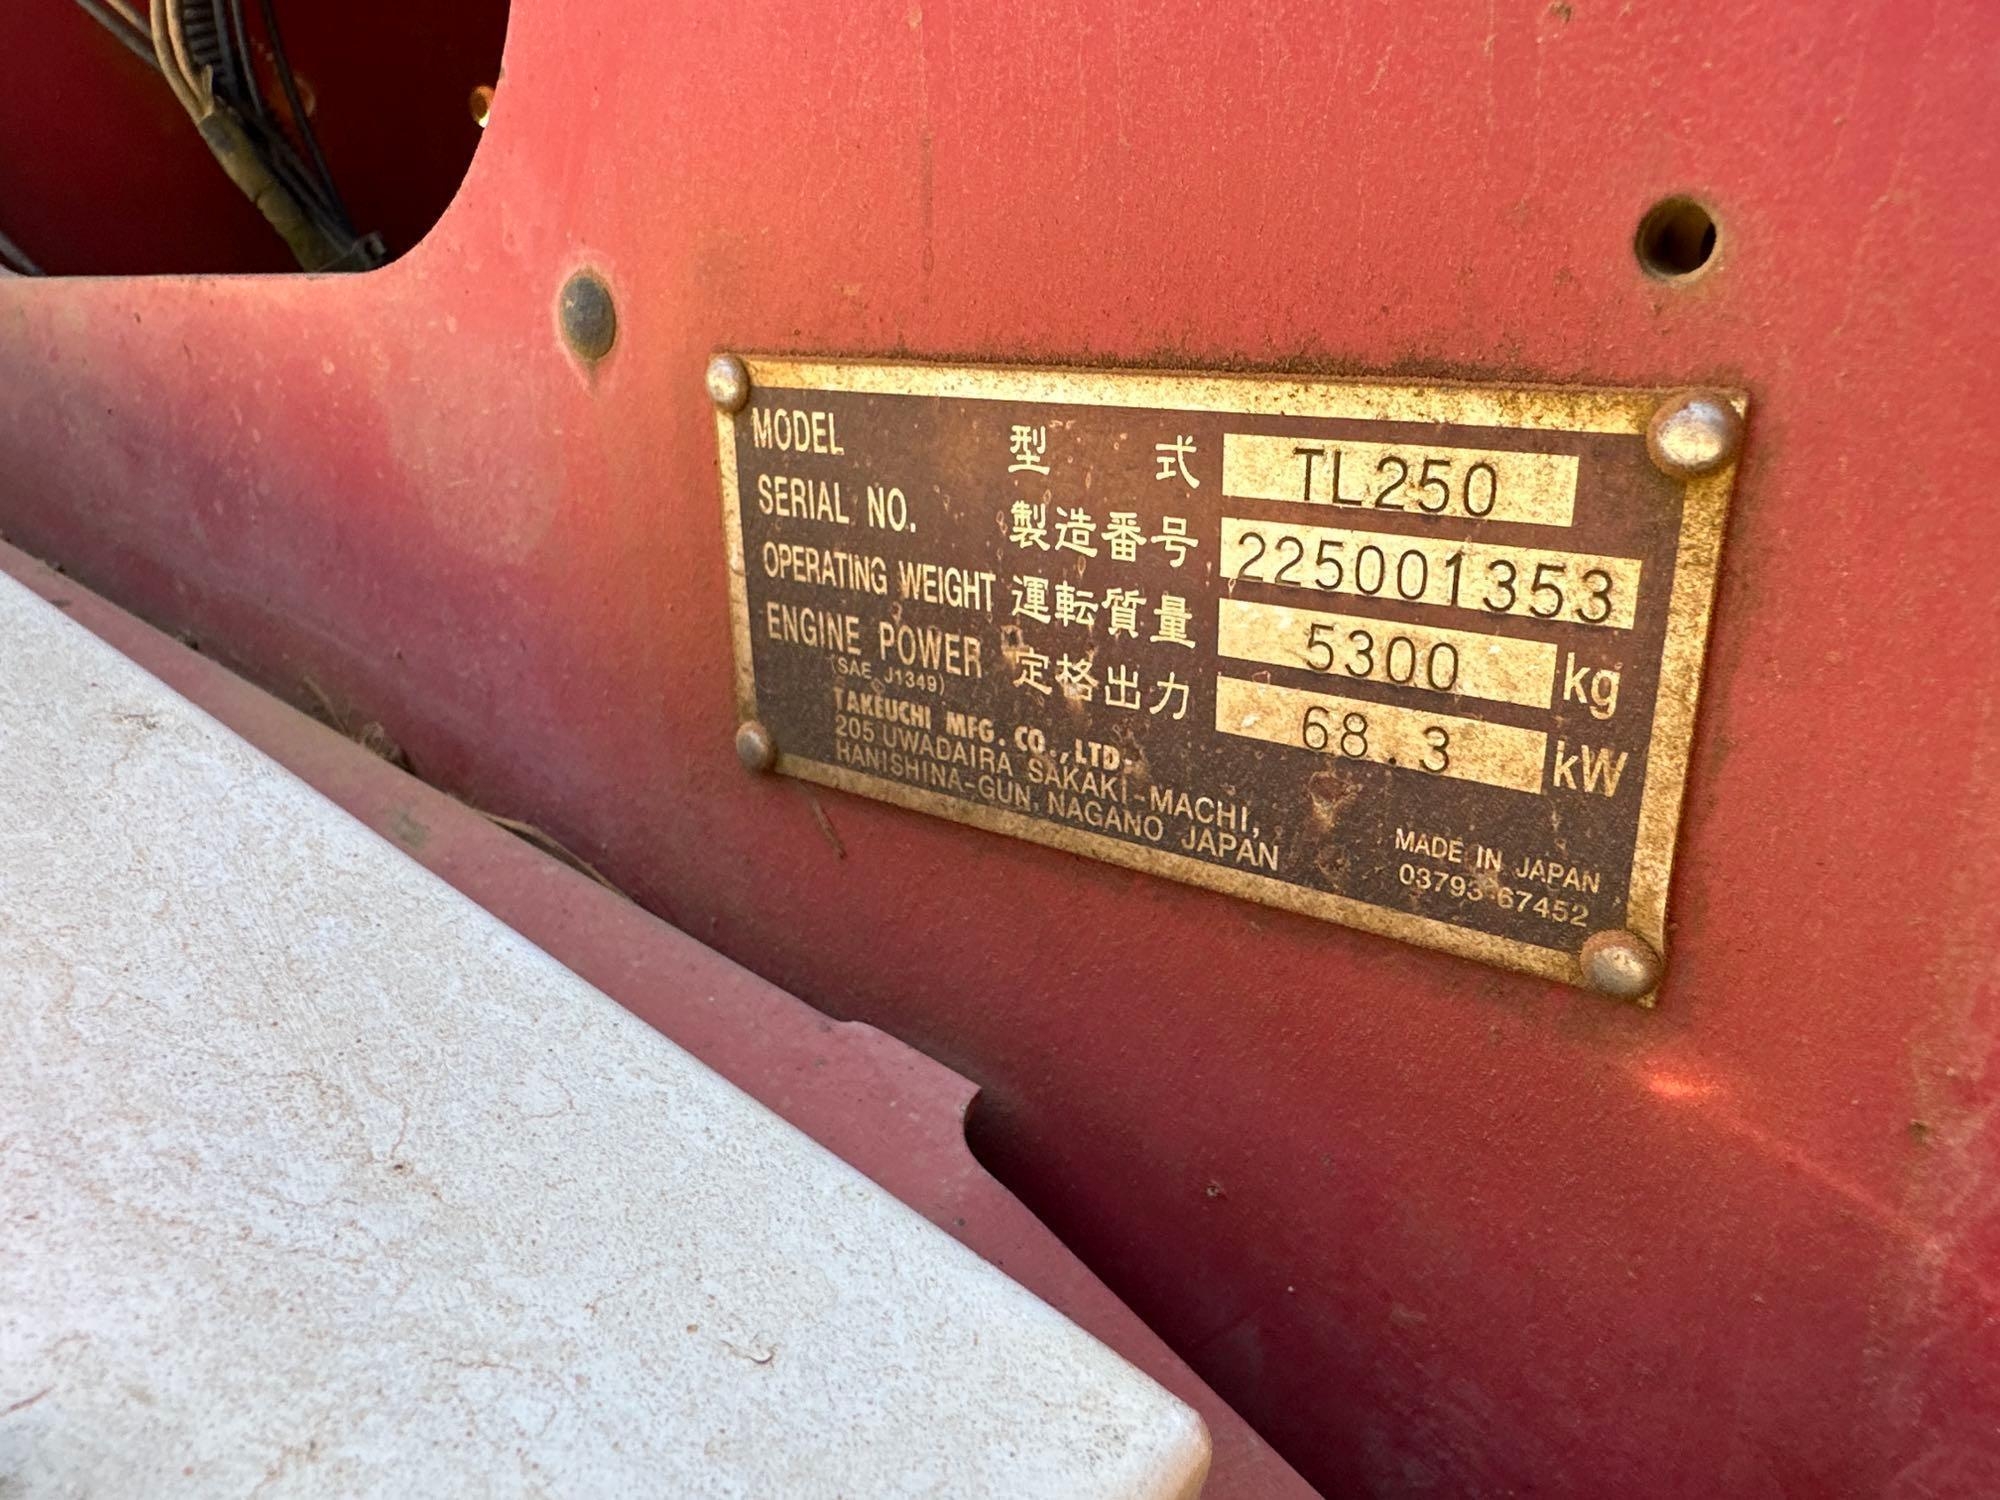 MODEL 型式 TL250
SERIAL NO. 製造番号 225001353
OPERATING WEIGHT 運転質量 5300 kg
ENGINE POWER 定格出力 68.3 kW
(SAE J1349)
TAKEUCHI MFG. CO.,LTD.
205 UWADAIRA SAKAKI-MACHI,
HANISHINA-GUN, NAGANO JAPAN
MADE IN JAPAN
03793-67452